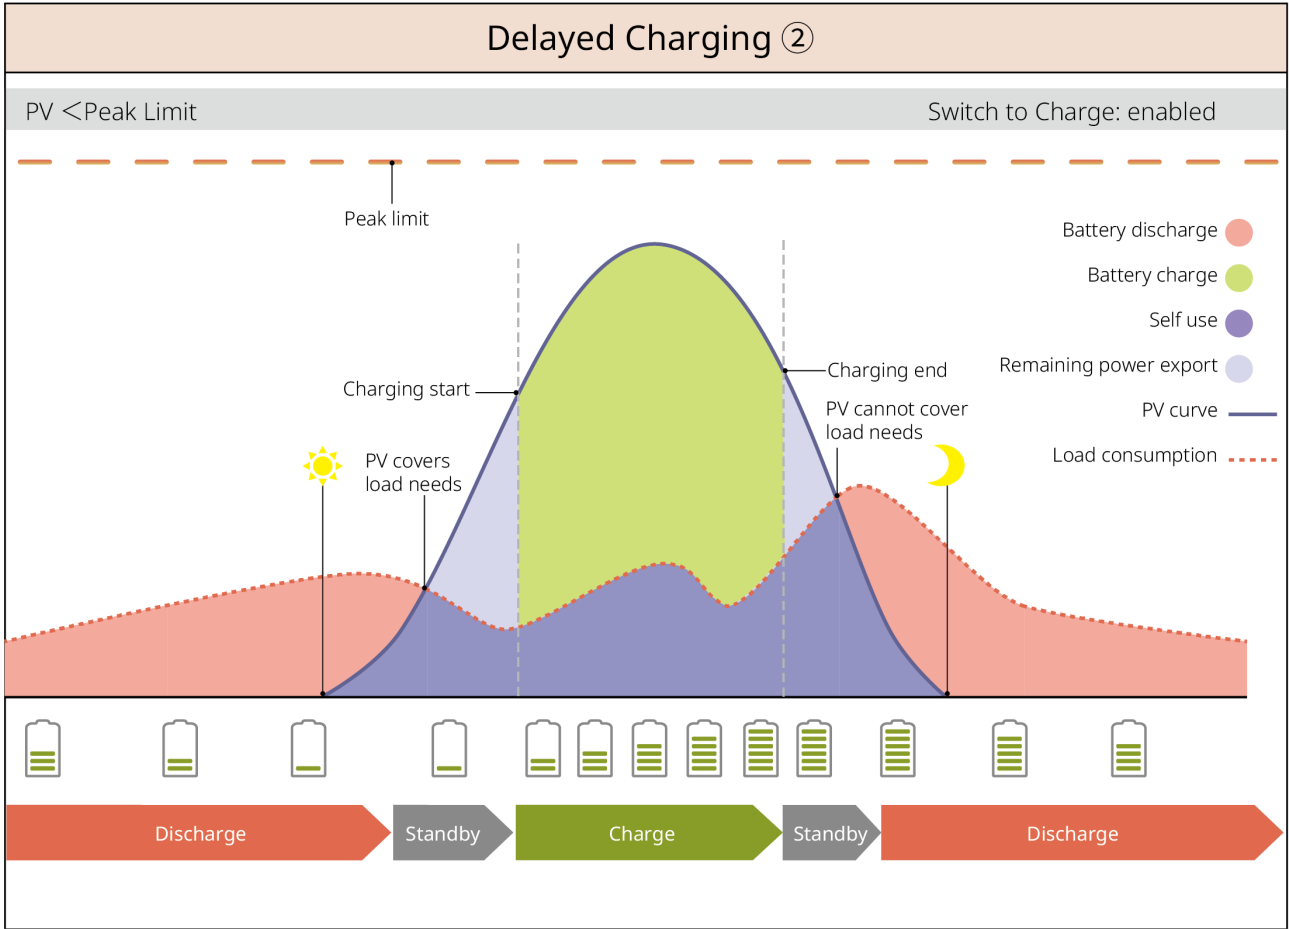 Delayed Charging ②
PV <Peak Limit
Switch to Charge: enabled
Peak limit
Battery discharge
Battery charge
Self use
Remaining power export
PV curve
Load consumption
Charging start
Charging end
PV cannot cover
load needs
PV covers
load needs
Discharge
Standby
Charge
Standby
Discharge